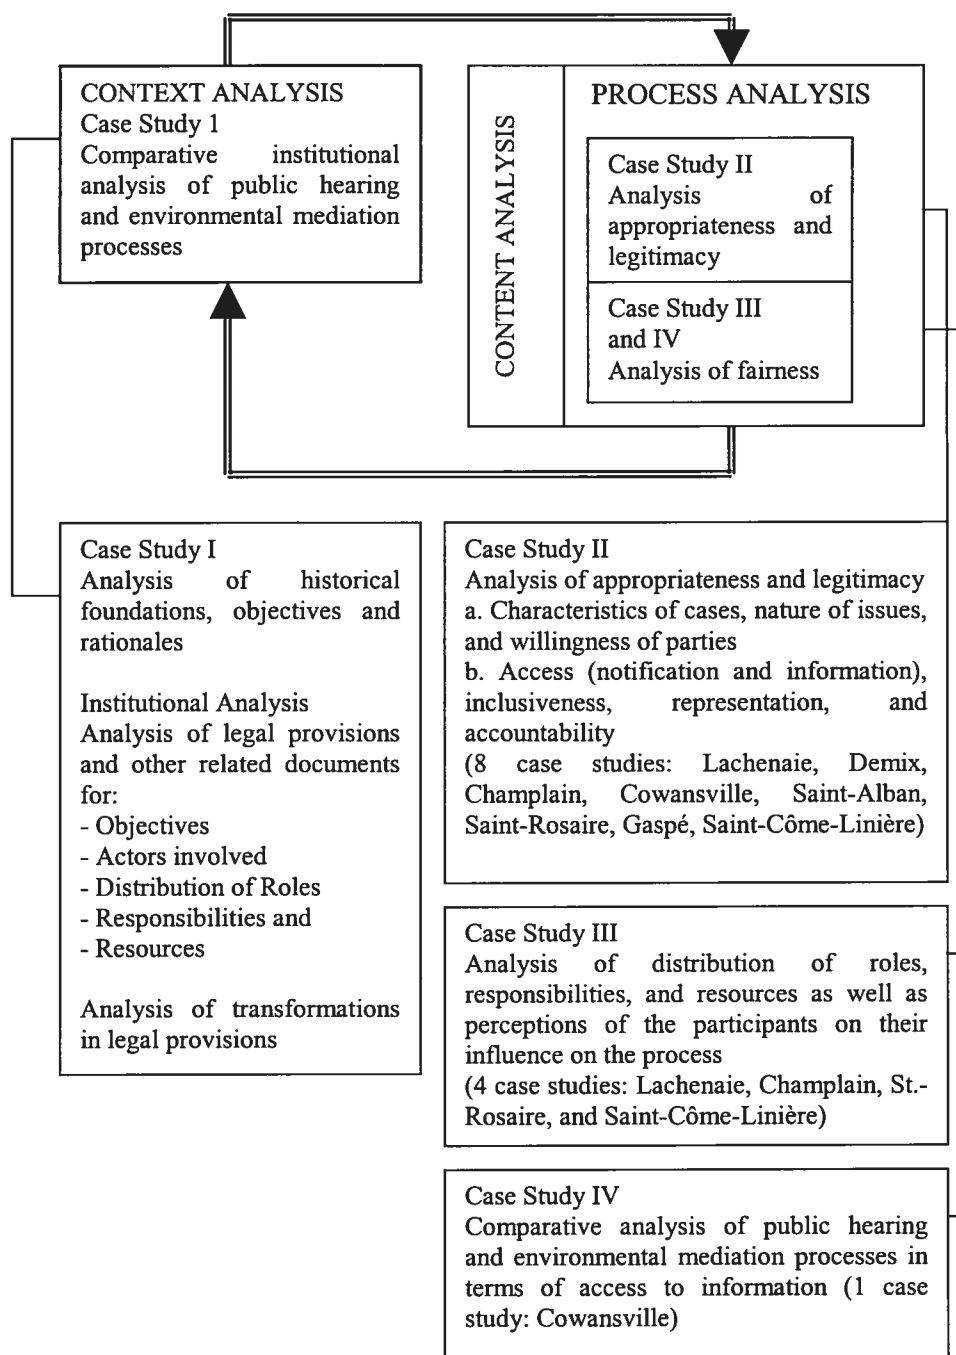 CONTEXT ANALYSIS
Case Study 1
Comparative institutional
analysis of public hearing
and environmental mediation
processes
CONTENT ANALYSIS
PROCESS ANALYSIS
Case Study II
Analysis of
appropriateness and
legitimacy
Case Study III
and IV
Analysis of fairness
Case Study I
Analysis of historical
foundations, objectives and
rationales
Institutional Analysis
Analysis of legal provisions
and other related documents
for:
- Objectives
- Actors involved
- Distribution of Roles
- Responsibilities and
- Resources
Analysis of transformations
in legal provisions
Case Study II
Analysis of appropriateness and legitimacy
a. Characteristics of cases, nature of issues,
and willingness of parties
b. Access (notification and information),
inclusiveness, representation, and
accountability
(8 case studies: Lachenaie, Demix,
Champlain, Cowansville, Saint-Alban,
Saint-Rosaire, Gaspé, Saint-Côme-Linière)
Case Study III
Analysis of distribution of roles,
responsibilities, and resources as well as
perceptions of the participants on their
influence on the process
(4 case studies: Lachenaie, Champlain, St.-
Rosaire, and Saint-Côme-Linière)
Case Study IV
Comparative analysis of public hearing
and environmental mediation processes in
terms of access to information (1 case
study: Cowansville)